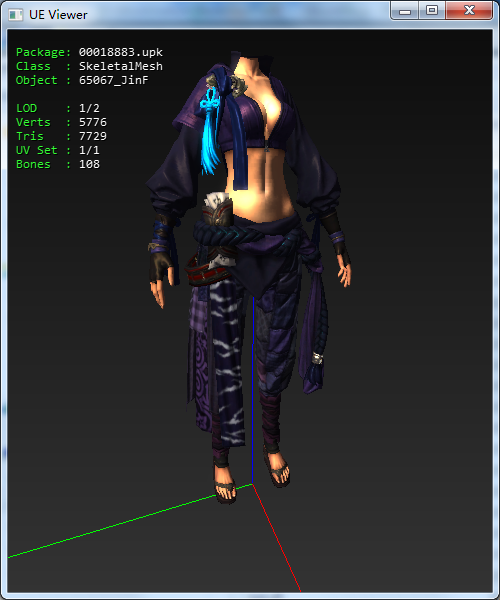 UE Viewer
Package: 00018883.upk
Class : SkeletalMesh
Object : 65067_JinF
LOD : 1/2
Verts : 5776
Tris : 7729
UV Set : 1/1
Bones : 108